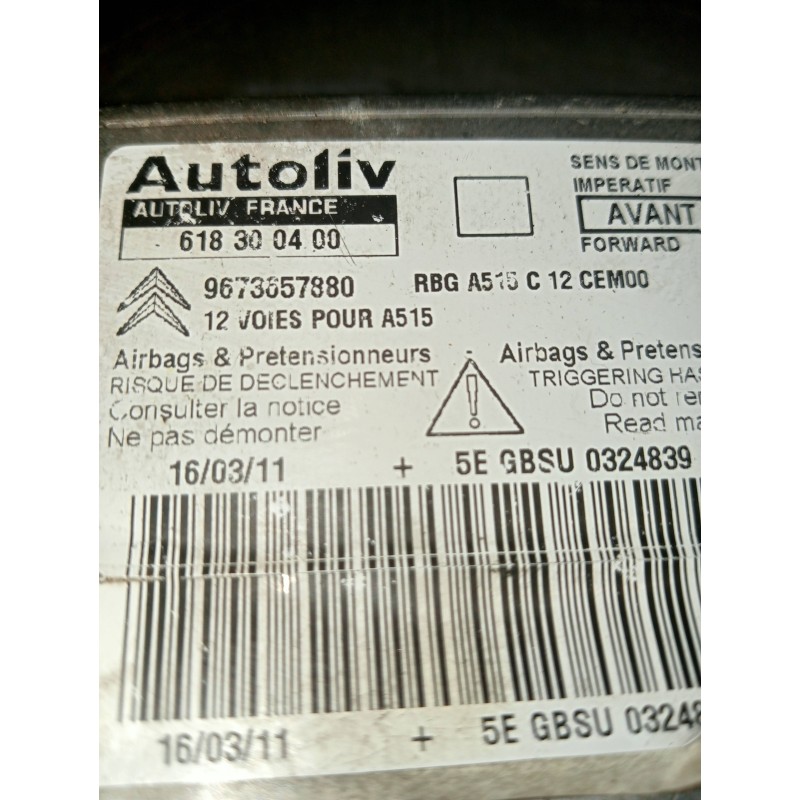 Autoliv
AUTOLIV FRANCE
618 30 04 00
SENS DE MONT
IMPERATIF
AVANT
FORWARD
9673657880
RBG A515 C 12 CEM00
12 VOIES POUR A515
Airbags & Pretensionneurs
RISQUE DE DECLENCHEMENT
Consulter la notice
Ne pas démonter
Airbags & Pretens
TRIGGERING HA
Do not re
Read ma
16/03/11 + 5E GBSU 0324839
16/03/11 + 5E GBSU 03248